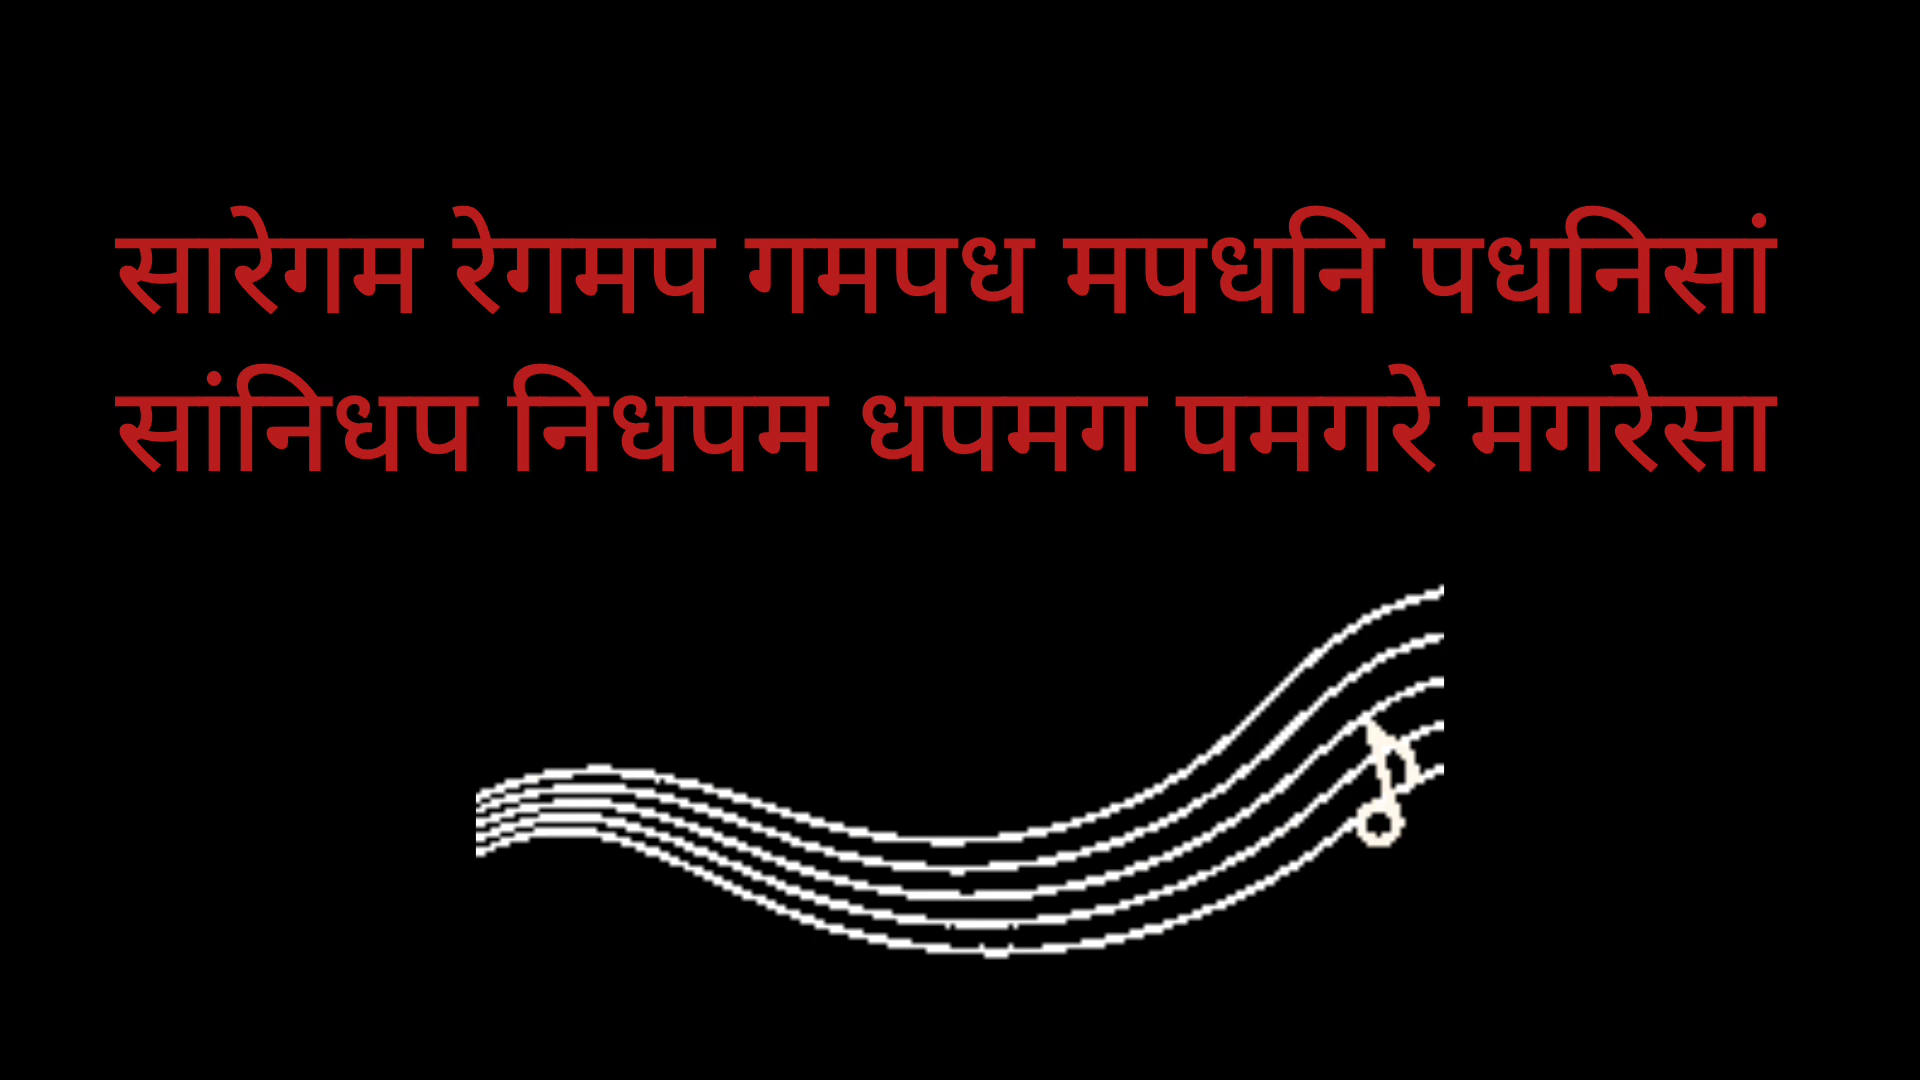 सारेगम रेगमप गमपध मपधनि पधनिसां
सांनिधप निधपम धपमग पमगरे मगरेसा